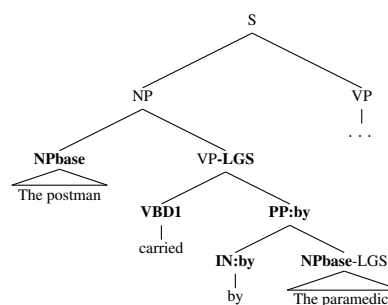 S
NP VP
. . .
NPbase VP-LGS
The postman
VBD1 PP:by
carried
IN:by NPbase-LGS
by The paramedic